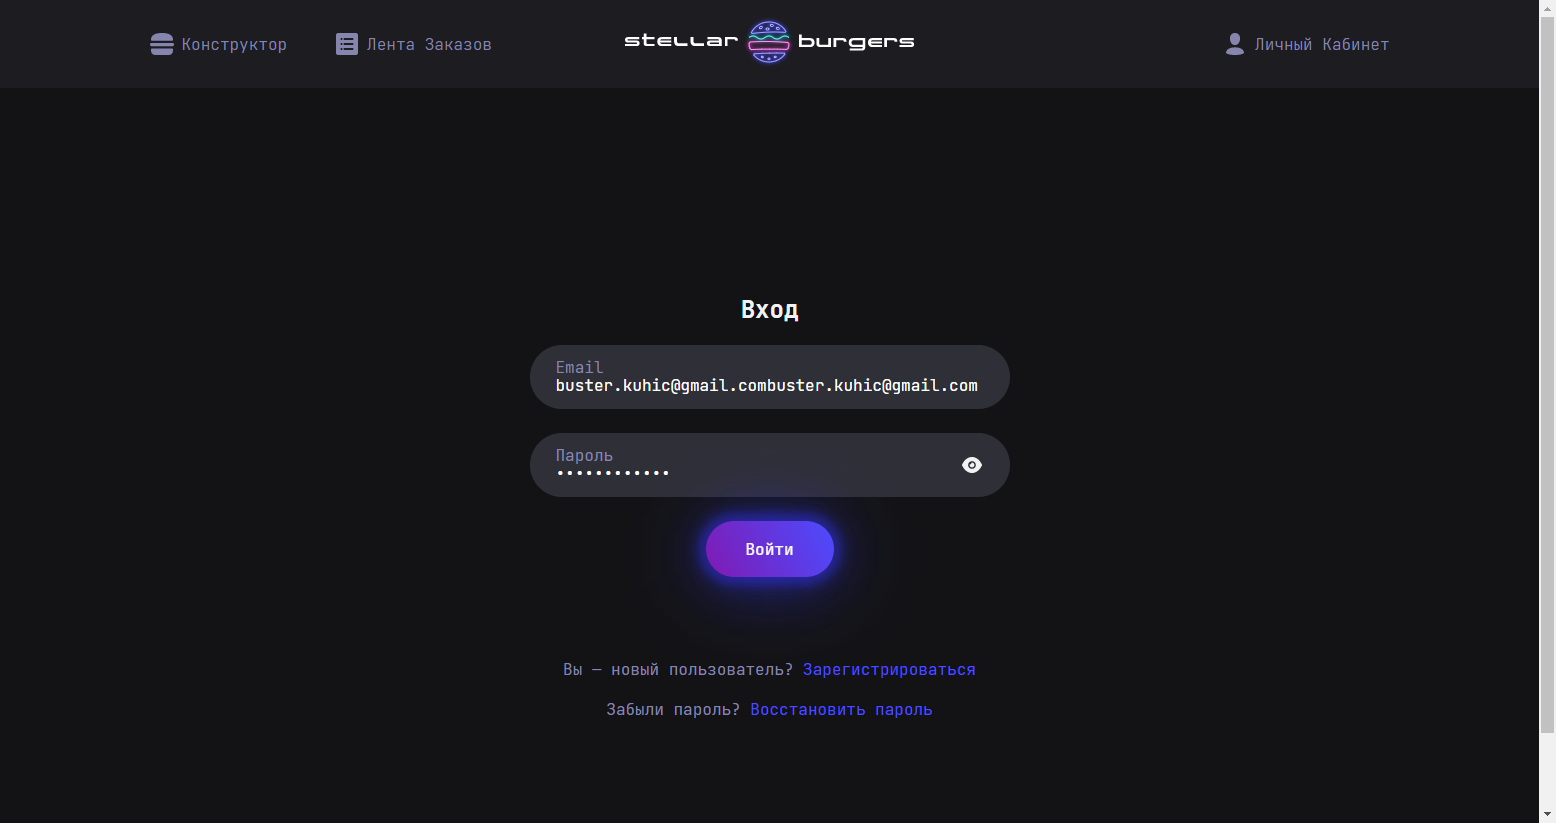 Конструктор
Лента Заказов
stellar burgers
Личный Кабинет
Вход
Email
buster.kuhic@gmail.combuster.kuhic@gmail.com
Пароль
••••••••••••
Войти
Вы — новый пользователь? Зарегистрироваться
Забыли пароль? Восстановить пароль